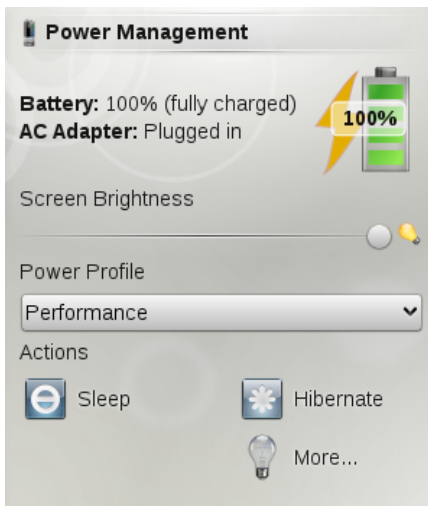 Power Management
Battery: 100% (fully charged)
AC Adapter: Plugged in
100%
Screen Brightness
Power Profile
Performance
Actions
Sleep
Hibernate
More...